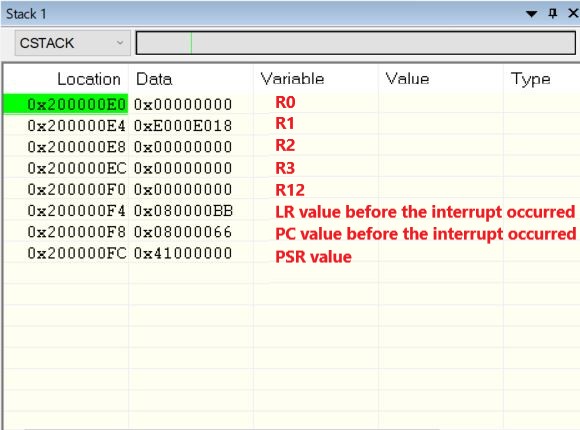 Stack 1
CSTACK
Location Data Variable Value Type
0x200000E0 0x00000000 R0
0x200000E4 0xE000E018 R1
0x200000E8 0x00000000 R2
0x200000EC 0x00000000 R3
0x200000F0 0x00000000 R12
0x200000F4 0x080000BB LR value before the interrupt occurred
0x200000F8 0x08000066 PC value before the interrupt occurred
0x200000FC 0x41000000 PSR value